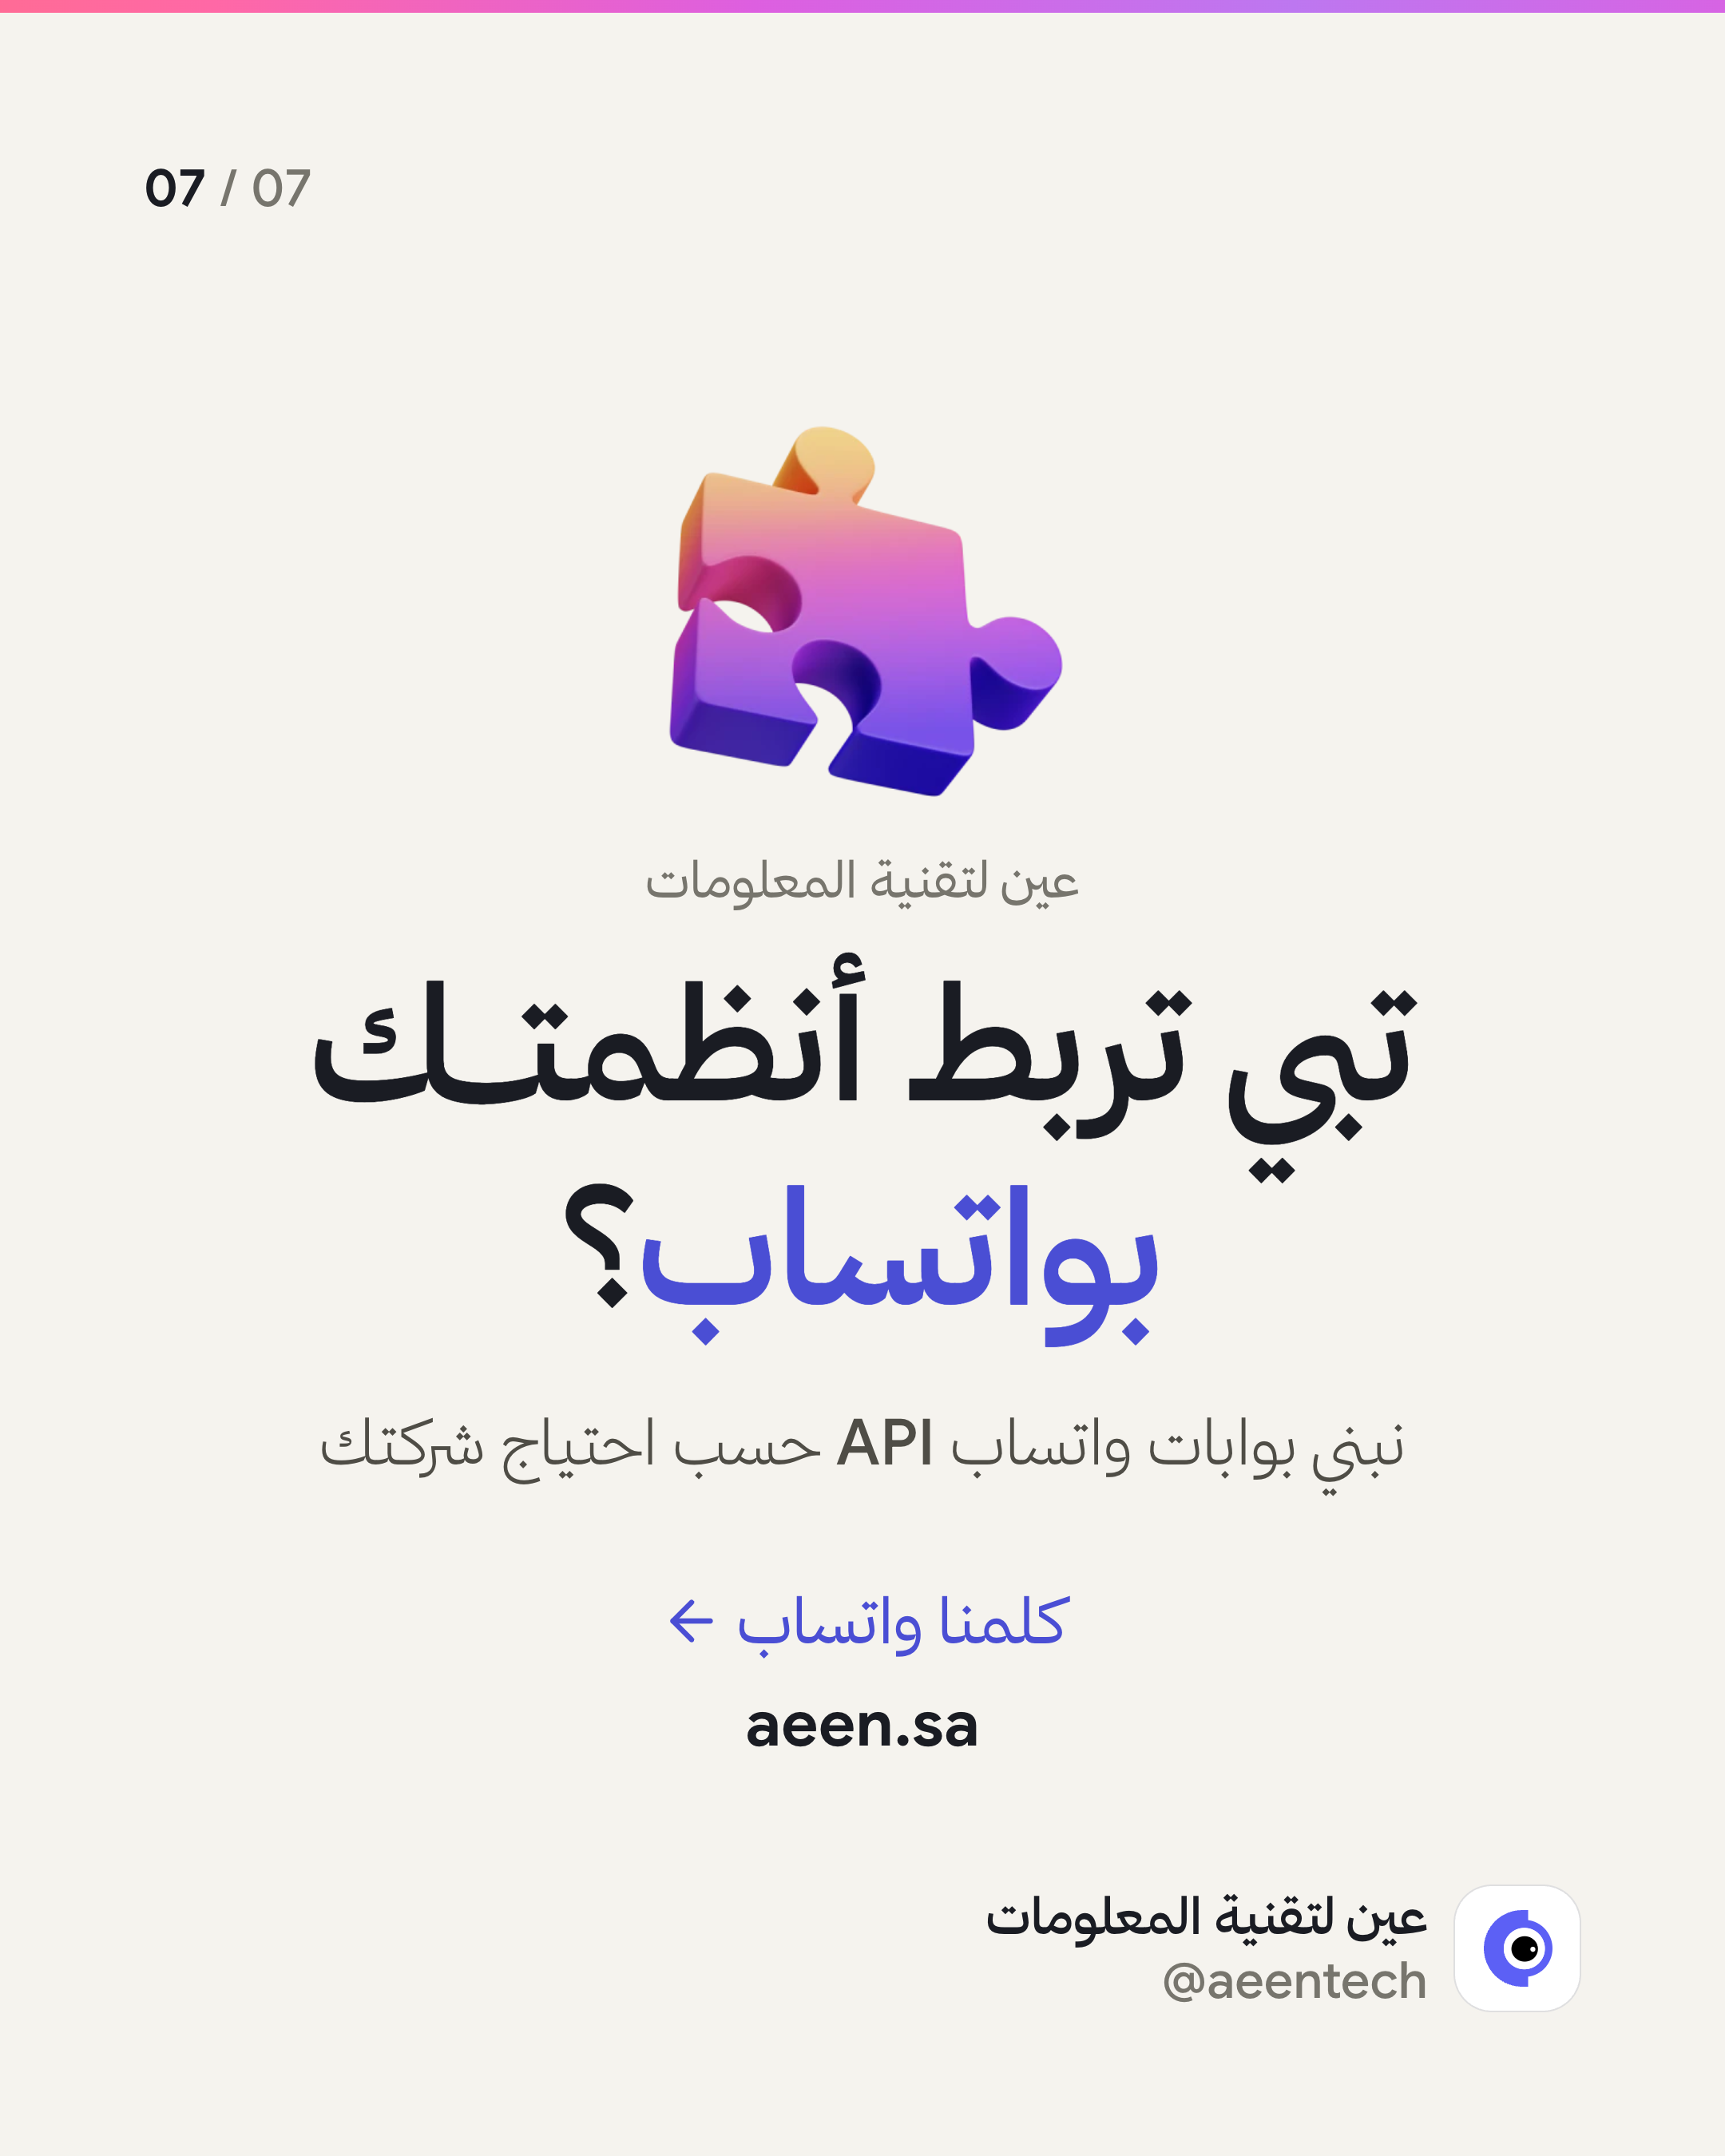 07 / 07
عين لتقنية المعلومات
تبي تربط أنظمتك
بواتساب؟
نبني بوابات واتساب API حسب احتياج شركتك
كلمنا واتساب ←
aeen.sa
عين لتقنية المعلومات
@aeentech